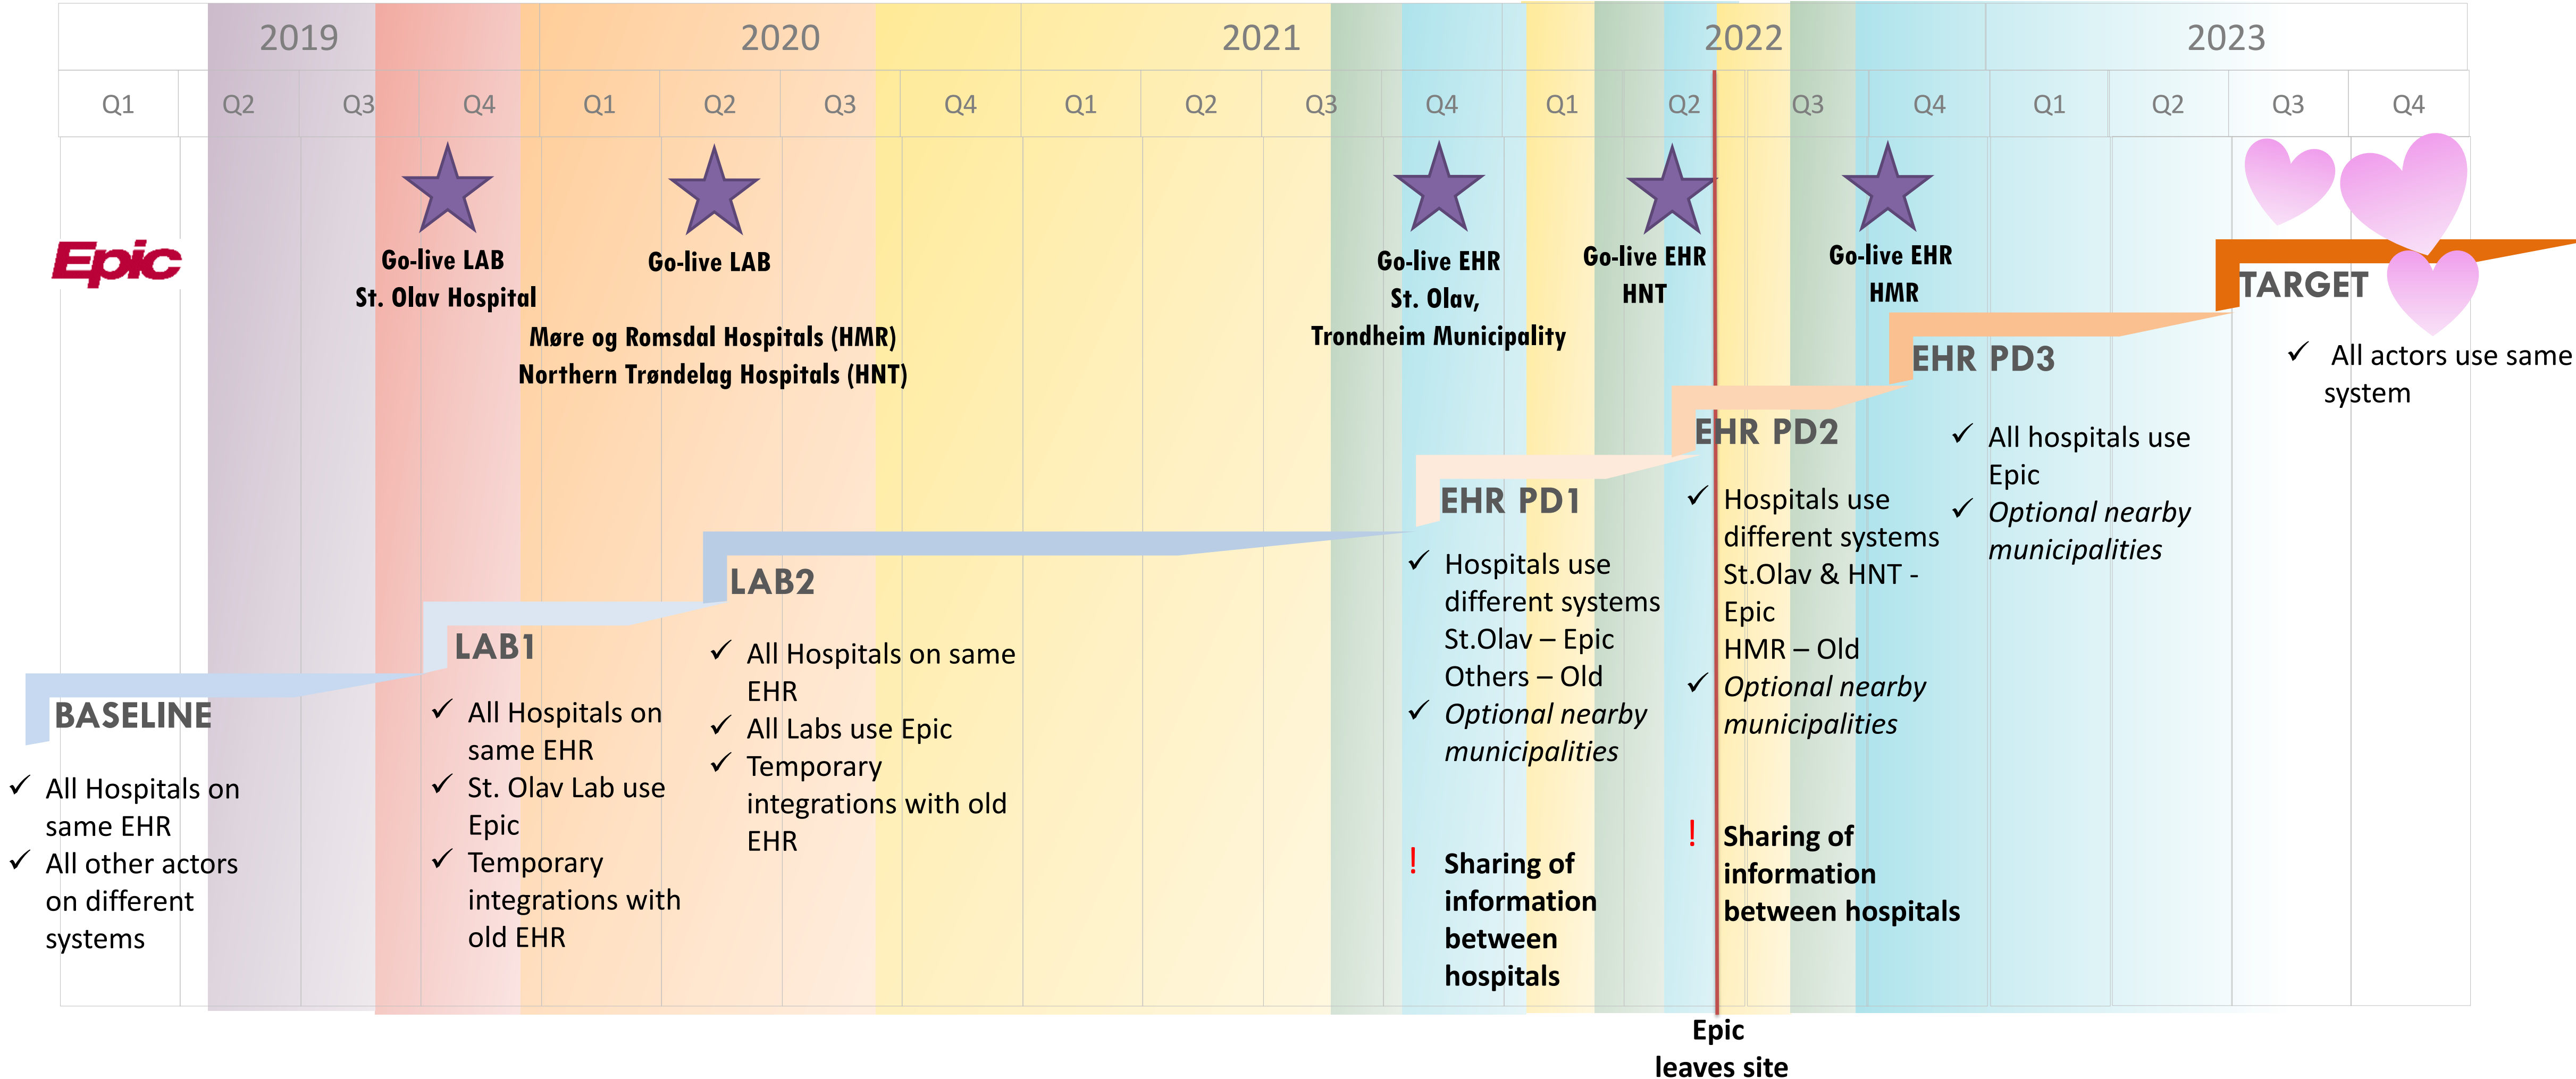 2019
2020
2021
2022
2023
Q1
Q2
Q3
Q4
Q1
Q2
Q3
Q4
Q1
Q2
Q3
Q4
Q1
Q2
Q3
Q4
Q1
Q2
Q3
Q4
Epic
Go-live LAB
St. Olav Hospital
Go-live LAB
Møre og Romsdal Hospitals (HMR)
Northern Trøndelag Hospitals (HNT)
Go-live EHR
St. Olav,
Trondheim Municipality
Go-live EHR
HNT
Go-live EHR
HMR
BASELINE
✓ All Hospitals on
same EHR
✓ All other actors
on different
systems
LAB1
✓ All Hospitals on
same EHR
✓ St. Olav Lab use
Epic
✓ Temporary
integrations with
old EHR
LAB2
✓ All Hospitals on same
EHR
✓ All Labs use Epic
✓ Temporary
integrations with old
EHR
EHR PD1
✓ Hospitals use
different systems
St.Olav – Epic
Others – Old
✓ Optional nearby
municipalities
! Sharing of
information
between
hospitals
EHR PD2
✓ Hospitals use
different systems
St.Olav & HNT -
Epic
HMR – Old
✓ Optional nearby
municipalities
! Sharing of
information
between hospitals
EHR PD3
✓ All hospitals use
Epic
✓ Optional nearby
municipalities
TARGET
✓ All actors use same
system
Epic
leaves site